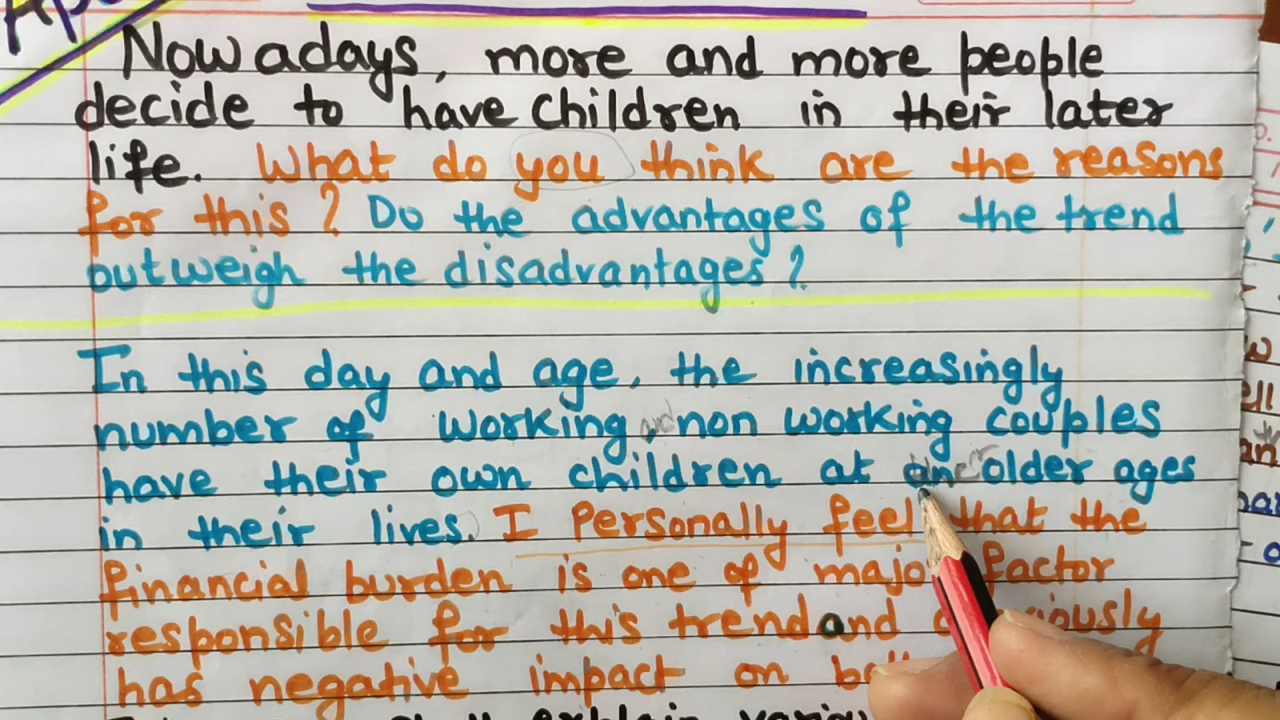 Nowadays, more and more people
decide to have children in their later
life. What do you think are the reasons
for this? Do the advantages of the trend
outweigh the disadvantages?
In this day and age, the increasingly
number of working, and non working couples
have their own children at older ages
in their lives. I Personally feel that the
financial burden is one of major factor
responsible for this trend and
has negative impact on
explain